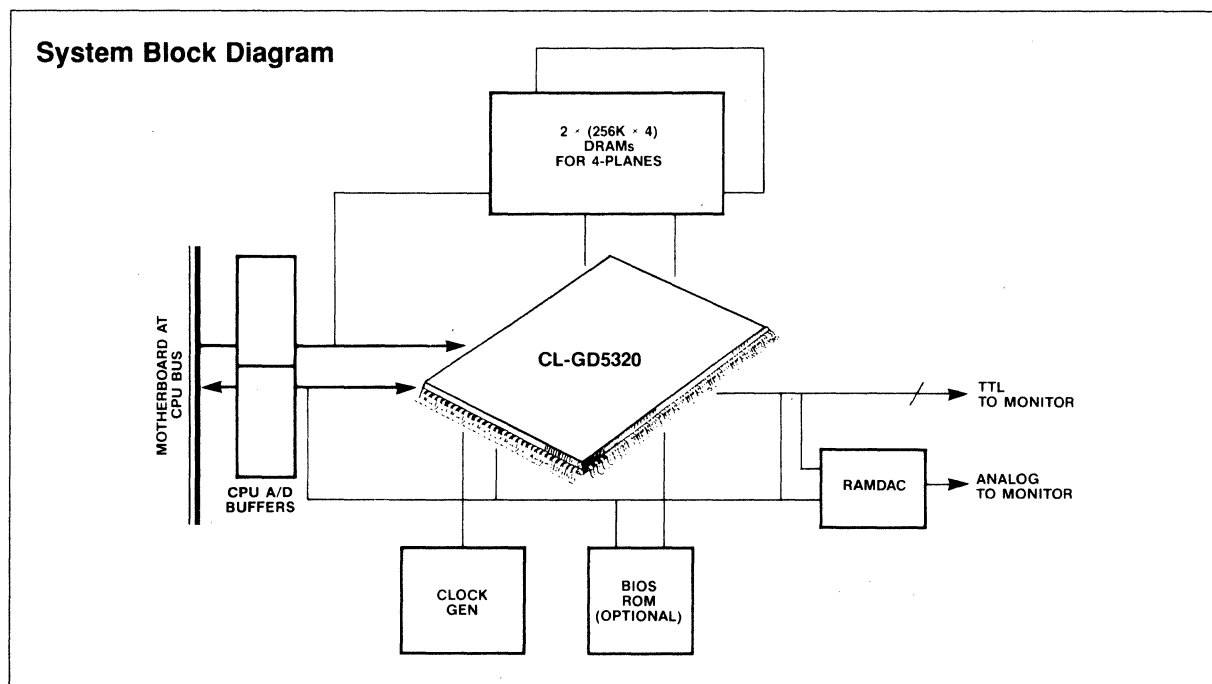 System Block Diagram
2 × (256K × 4)
DRAMs
FOR 4-PLANES
MOTHERBOARD AT
CPU BUS
CL-GD5320
TTL
TO MONITOR
CPU A/D
BUFFERS
RAMDAC
ANALOG
TO MONITOR
CLOCK
GEN
BIOS
ROM
(OPTIONAL)